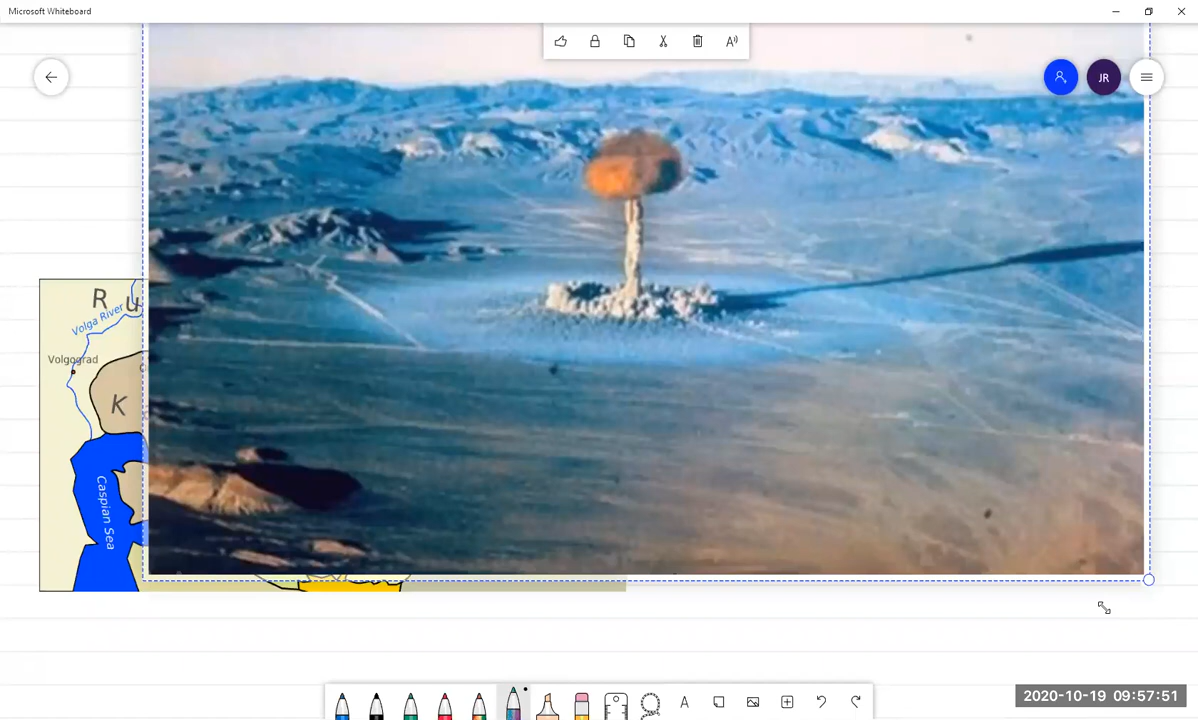 Microsoft Whiteboard
JR
R u
Volga River
Volgograd
K
Caspian Sea
A
2020-10-19 09:57:51